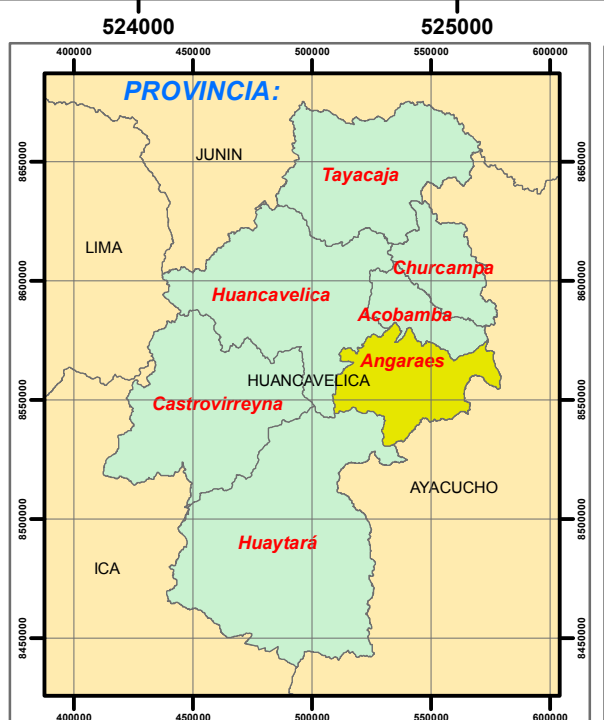 524000 525000
400000 450000 500000 550000 600000
PROVINCIA:
JUNIN
Tayacaja
LIMA
Churcampa
Huancavelica
Acobamba
Angaraes
HUANCAVELICA
Castrovirreyna
AYACUCHO
Huaytará
ICA
8650000 8650000
8600000 8600000
8550000 8550000
8500000 8500000
8450000 8450000
400000 450000 500000 550000 600000